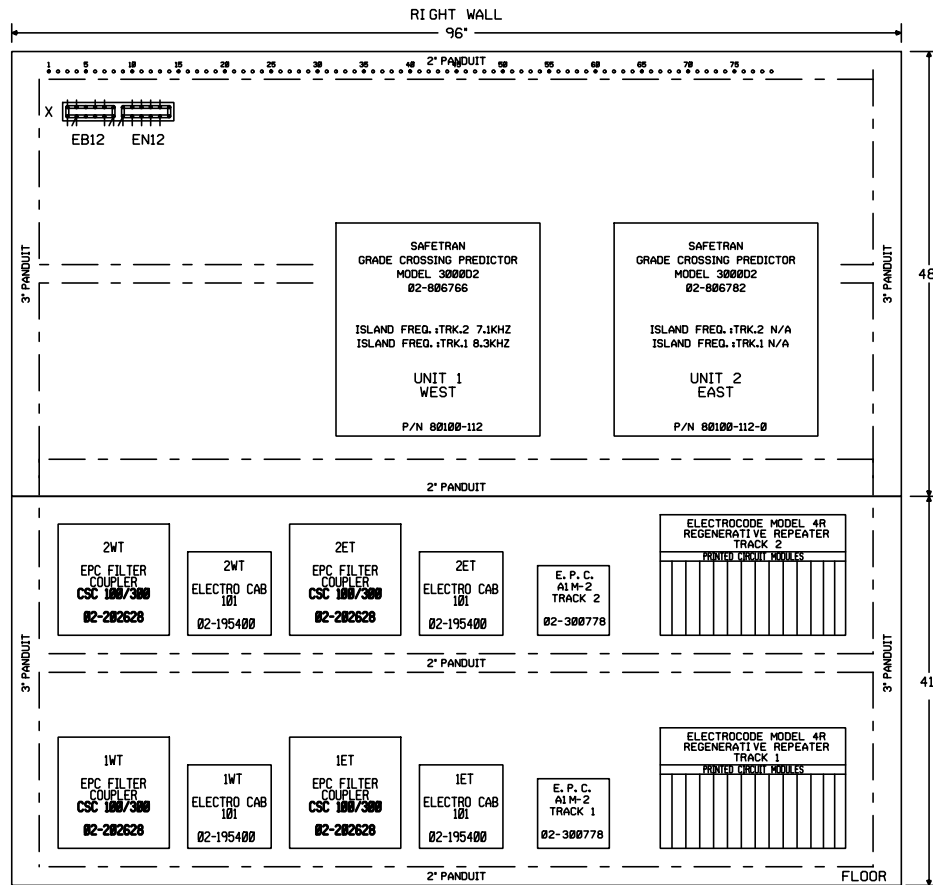 RIGHT WALL
96"
2" PANDUIT
1 5 10 15 20 25 30 35 40 45 50 55 60 65 70 75
X
EB12 EN12
3" PANDUIT
3" PANDUIT
48
SAFETRAN
GRADE CROSSING PREDICTOR
MODEL 3000D2
02-806766
ISLAND FREQ.:TRK.2 7.1KHZ
ISLAND FREQ.:TRK.1 8.3KHZ
UNIT 1
WEST
P/N 80100-112
SAFETRAN
GRADE CROSSING PREDICTOR
MODEL 3000D2
02-806782
ISLAND FREQ.:TRK.2 N/A
ISLAND FREQ.:TRK.1 N/A
UNIT 2
EAST
P/N 80100-112-0
2" PANDUIT
2WT
EPC FILTER
COUPLER
CSC 100/300
02-202628
2WT
ELECTRO CAB
101
02-195400
2ET
EPC FILTER
COUPLER
CSC 100/300
02-202628
2ET
ELECTRO CAB
101
02-195400
E.P.C.
A1M-2
TRACK 2
02-300778
ELECTROCODE MODEL 4R
REGENERATIVE REPEATER
TRACK 2
PRINTED CIRCUIT MODULES
3" PANDUIT
2" PANDUIT
3" PANDUIT
41
1WT
EPC FILTER
COUPLER
CSC 100/300
02-202628
1WT
ELECTRO CAB
101
02-195400
1ET
EPC FILTER
COUPLER
CSC 100/300
02-202628
1ET
ELECTRO CAB
101
02-195400
E.P.C.
A1M-2
TRACK 1
02-300778
ELECTROCODE MODEL 4R
REGENERATIVE REPEATER
TRACK 1
PRINTED CIRCUIT MODULES
2" PANDUIT
FLOOR